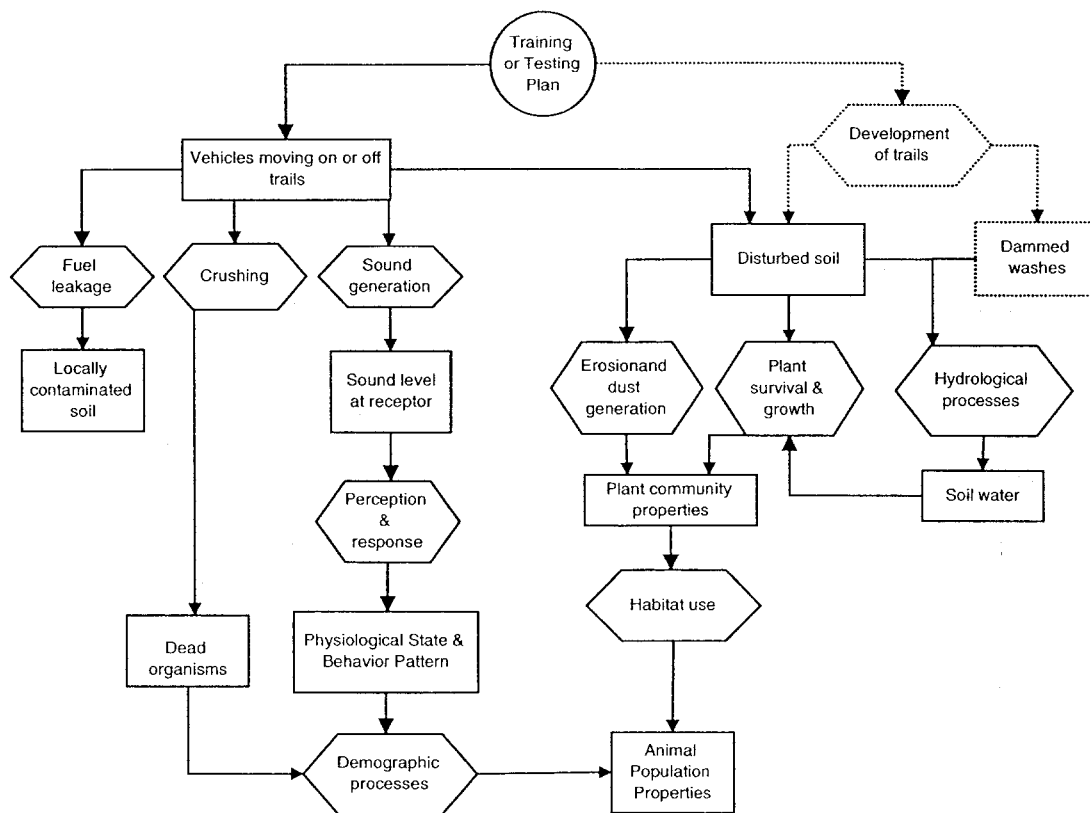 Training
or Testing
Plan
Vehicles moving on or off
trails
Development
of trails
Fuel
leakage
Crushing
Sound
generation
Disturbed soil
Dammed
washes
Locally
contaminated
soil
Sound level
at receptor
Erosionand
dust
generation
Plant
survival &
growth
Hydrological
processes
Perception
&
response
Plant community
properties
Soil water
Habitat use
Dead
organisms
Physiological State &
Behavior Pattern
Demographic
processes
Animal
Population
Properties